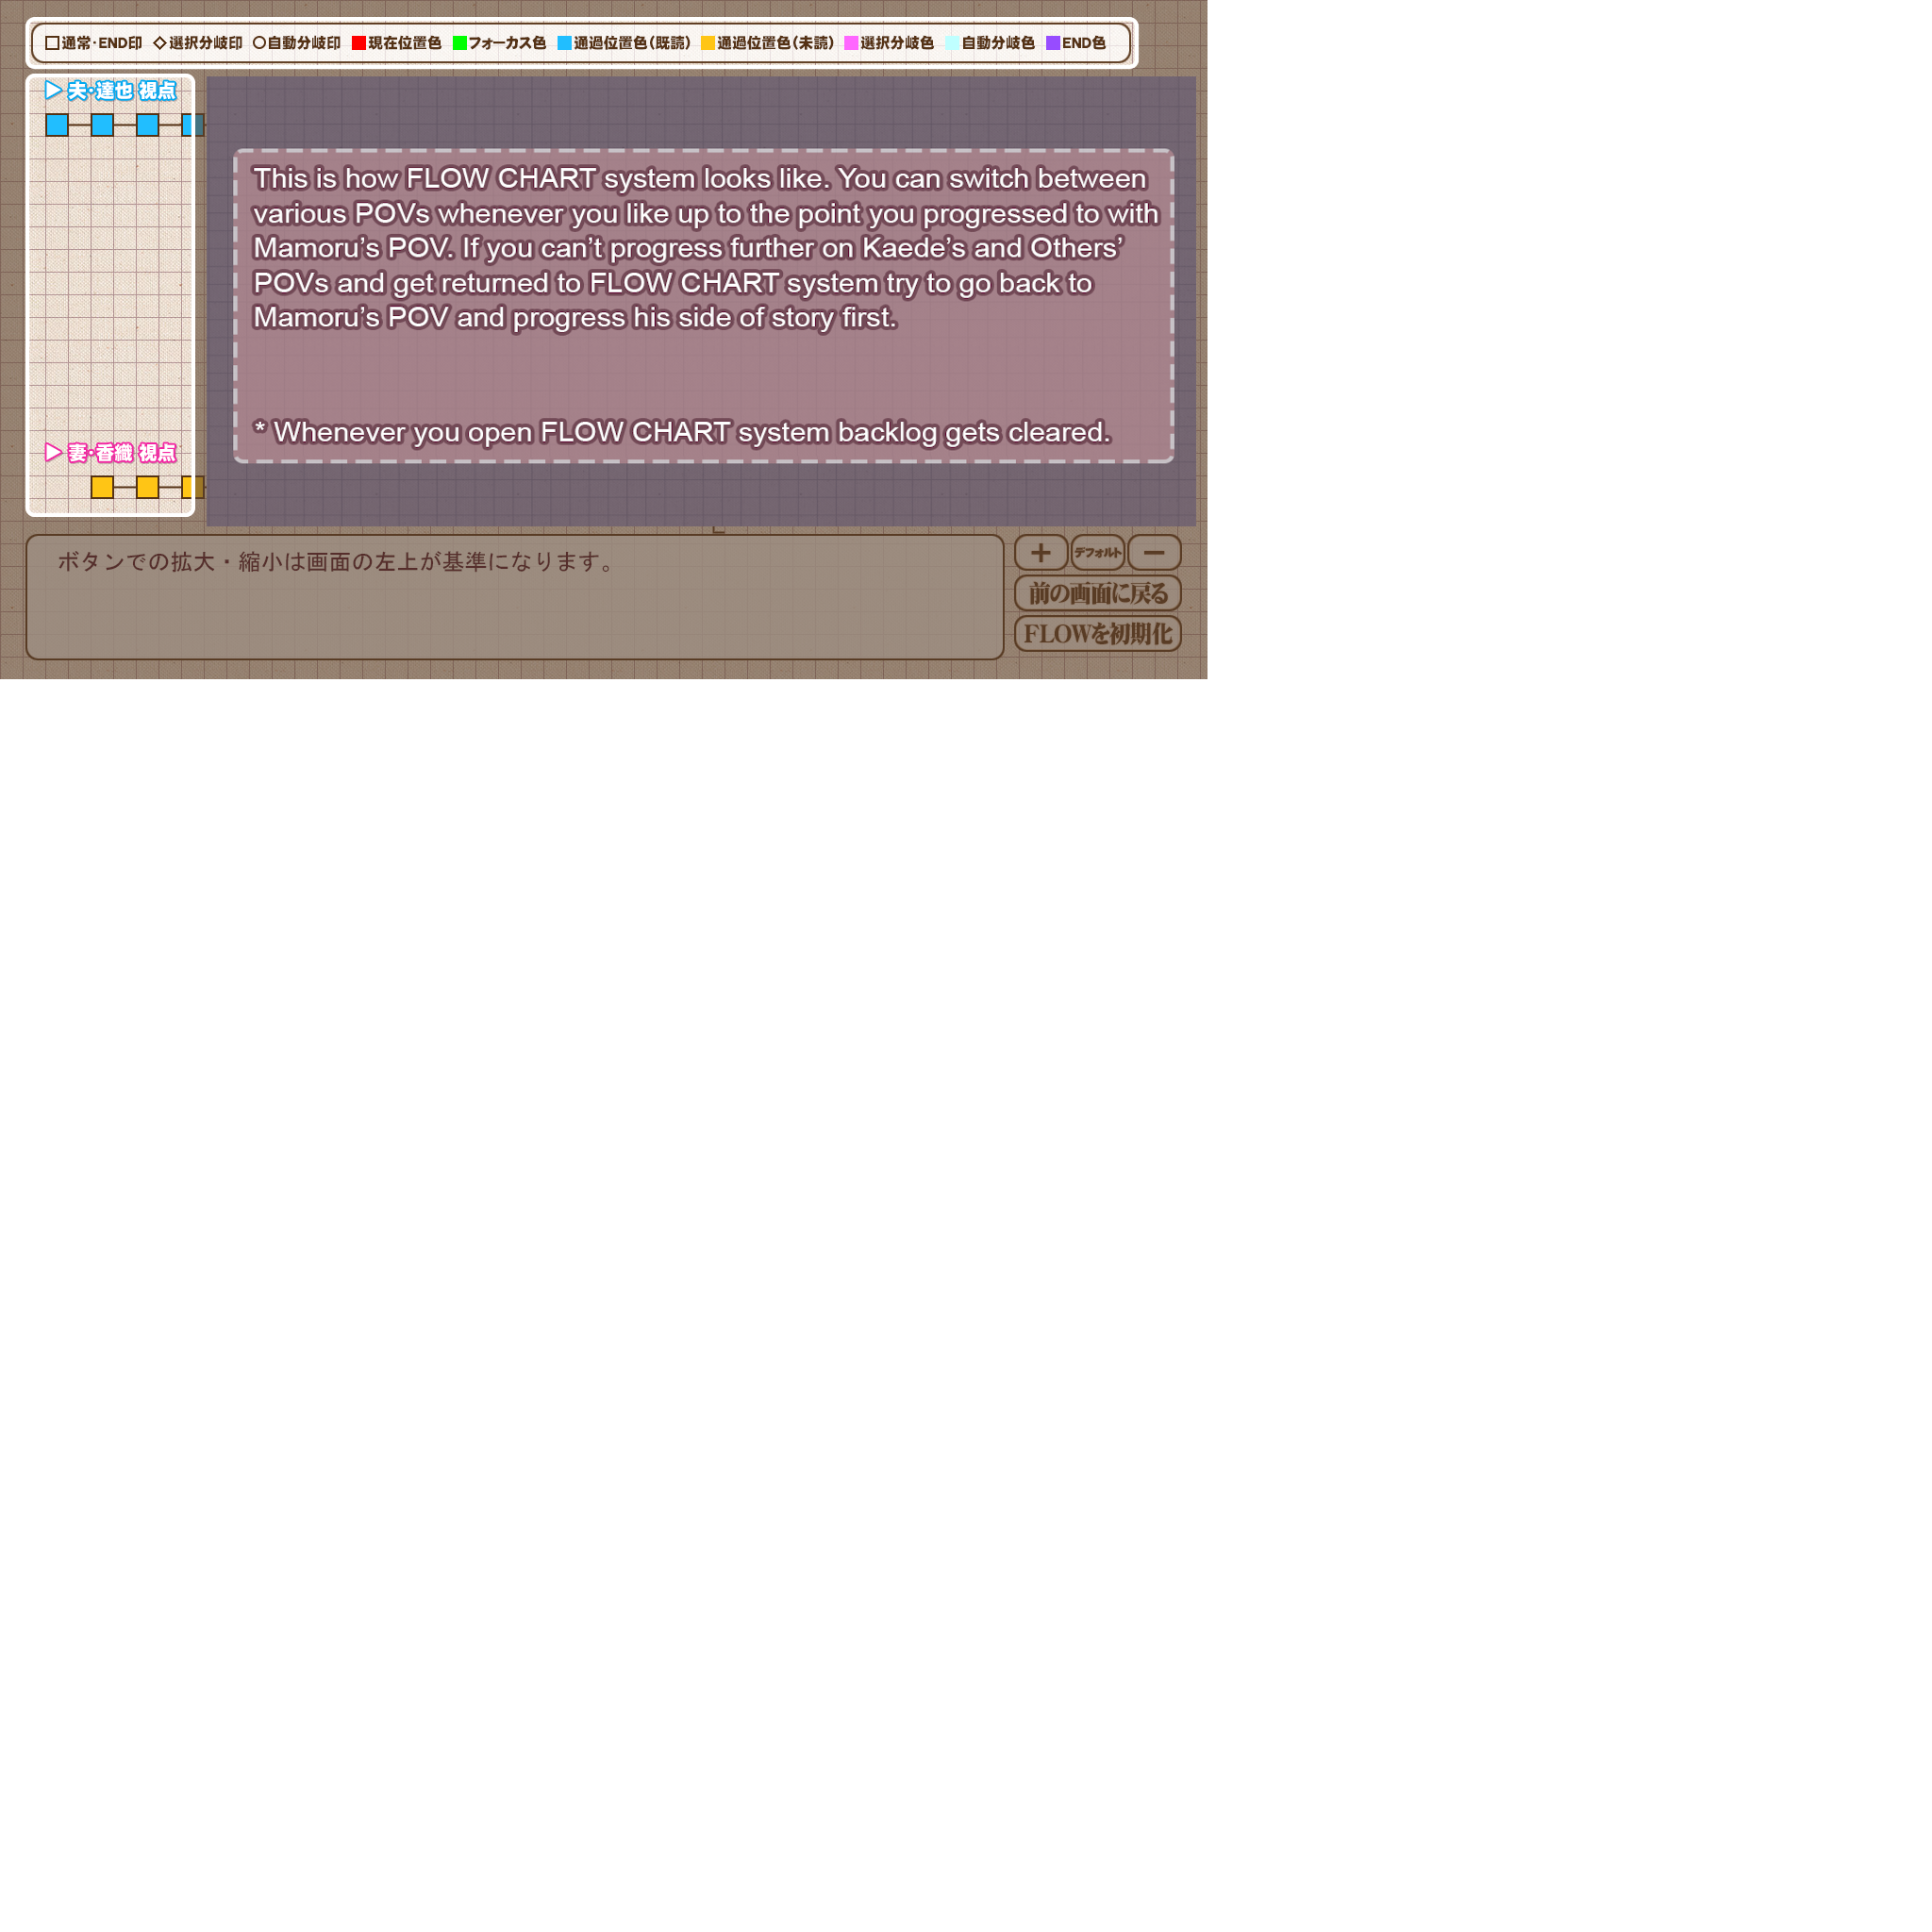 通常・END印 選択分岐印 自動分岐印 現在位置色 フォーカス色 通過位置色(既読) 通過位置色(未読) 選択分岐色 自動分岐色 END色
夫・達也 視点
This is how FLOW CHART system looks like. You can switch between
various POVs whenever you like up to the point you progressed to with
Mamoru’s POV. If you can’t progress further on Kaede’s and Others’
POVs and get returned to FLOW CHART system try to go back to
Mamoru’s POV and progress his side of story first.
* Whenever you open FLOW CHART system backlog gets cleared.
妻・香織 視点
ボタンでの拡大・縮小は画面の左上が基準になります。
+ デフォルト −
前の画面に戻る
FLOWを初期化